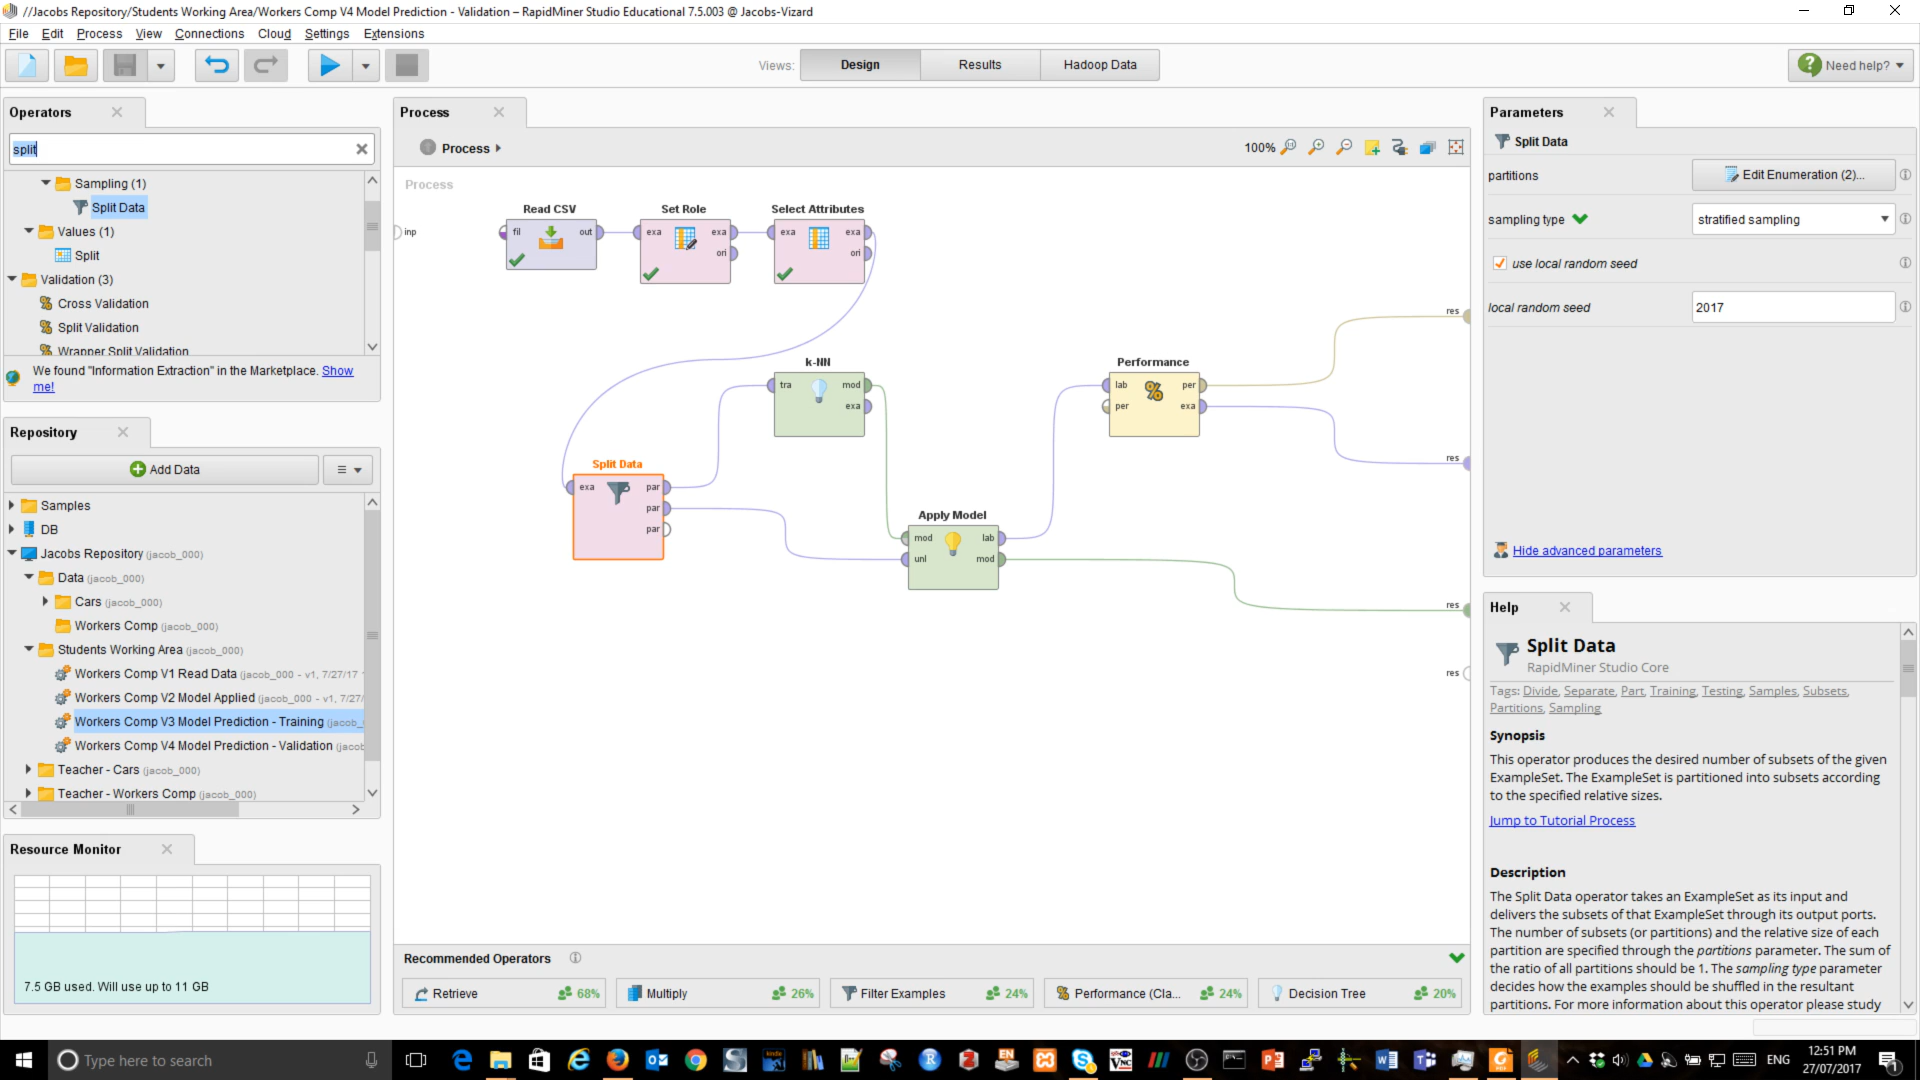 //Jacobs Repository/Students Working Area/Workers Comp V4 Model Prediction - Validation – RapidMiner Studio Educational 7.5.003 @ Jacobs-Vizard
File Edit Process View Connections Cloud Settings Extensions
Views: Design Results Hadoop Data
Need help?
Operators
split
Sampling (1)
Split Data
Values (1)
Split
Validation (3)
Cross Validation
Split Validation
Wrapper Split Validation
We found "Information Extraction" in the Marketplace. Show
me!
Repository
Add Data
Samples
DB
Jacobs Repository (jacob_000)
Data (jacob_000)
Cars (jacob_000)
Workers Comp (jacob_000)
Students Working Area (jacob_000)
Workers Comp V1 Read Data (jacob_000 - v1, 7/27/17
Workers Comp V2 Model Applied (jacob_000 - v1, 7/27/
Workers Comp V3 Model Prediction - Training (jacob_
Workers Comp V4 Model Prediction - Validation (jacob
Teacher - Cars (jacob_000)
Teacher - Workers Comp (jacob_000)
Resource Monitor
7.5 GB used. Will use up to 11 GB
Process
Process
100%
Process
inp
Read CSV
fil out
Set Role
exa exa
ori
Select Attributes
exa exa
ori
res
k-NN
tra mod
exa
Performance
lab per
per exa
res
Split Data
exa par
par
par
Apply Model
mod lab
unl mod
res
res
Recommended Operators
Retrieve 68%
Multiply 26%
Filter Examples 24%
Performance (Cla... 24%
Decision Tree 20%
Parameters
Split Data
partitions Edit Enumeration (2)...
sampling type stratified sampling
use local random seed
local random seed 2017
Hide advanced parameters
Help
Split Data
RapidMiner Studio Core
Tags: Divide, Separate, Part, Training, Testing, Samples, Subsets,
Partitions, Sampling
Synopsis
This operator produces the desired number of subsets of the given
ExampleSet. The ExampleSet is partitioned into subsets according
to the specified relative sizes.
Jump to Tutorial Process
Description
The Split Data operator takes an ExampleSet as its input and
delivers the subsets of that ExampleSet through its output ports.
The number of subsets (or partitions) and the relative size of each
partition are specified through the partitions parameter. The sum of
the ratio of all partitions should be 1. The sampling type parameter
decides how the examples should be shuffled in the resultant
partitions. For more information about this operator please study
Type here to search
ENG
12:51 PM
27/07/2017